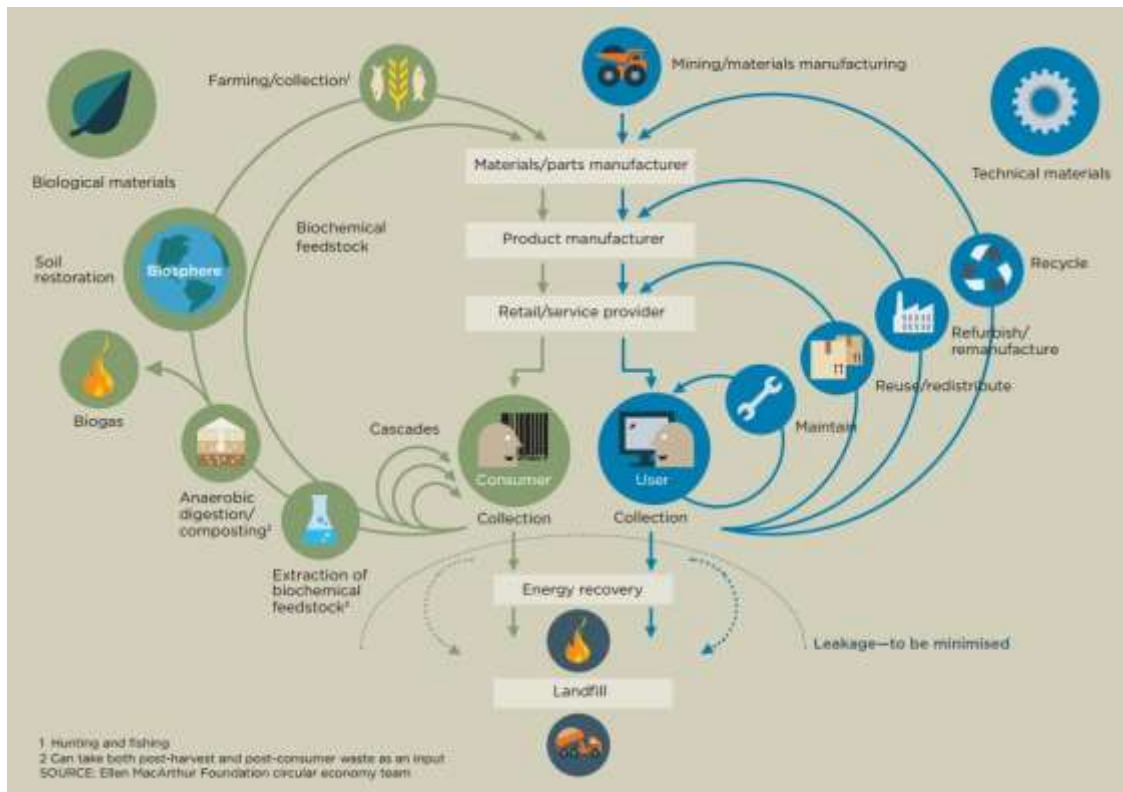 Farming/collection¹
Mining/materials manufacturing
Biological materials
Materials/parts manufacturer
Technical materials
Biochemical
feedstock
Product manufacturer
Soil
restoration
Biosphere
Recycle
Retail/service provider
Refurbish/
remanufacture
Biogas
Reuse/redistribute
Cascades
Maintain
Consumer
User
Anaerobic
digestion/
composting²
Collection
Collection
Extraction of
biochemical
feedstock²
Energy recovery
Leakage—to be minimised
Landfill
1 Hunting and fishing
2 Can take both post-harvest and post-consumer waste as an input
SOURCE: Ellen MacArthur Foundation circular economy team